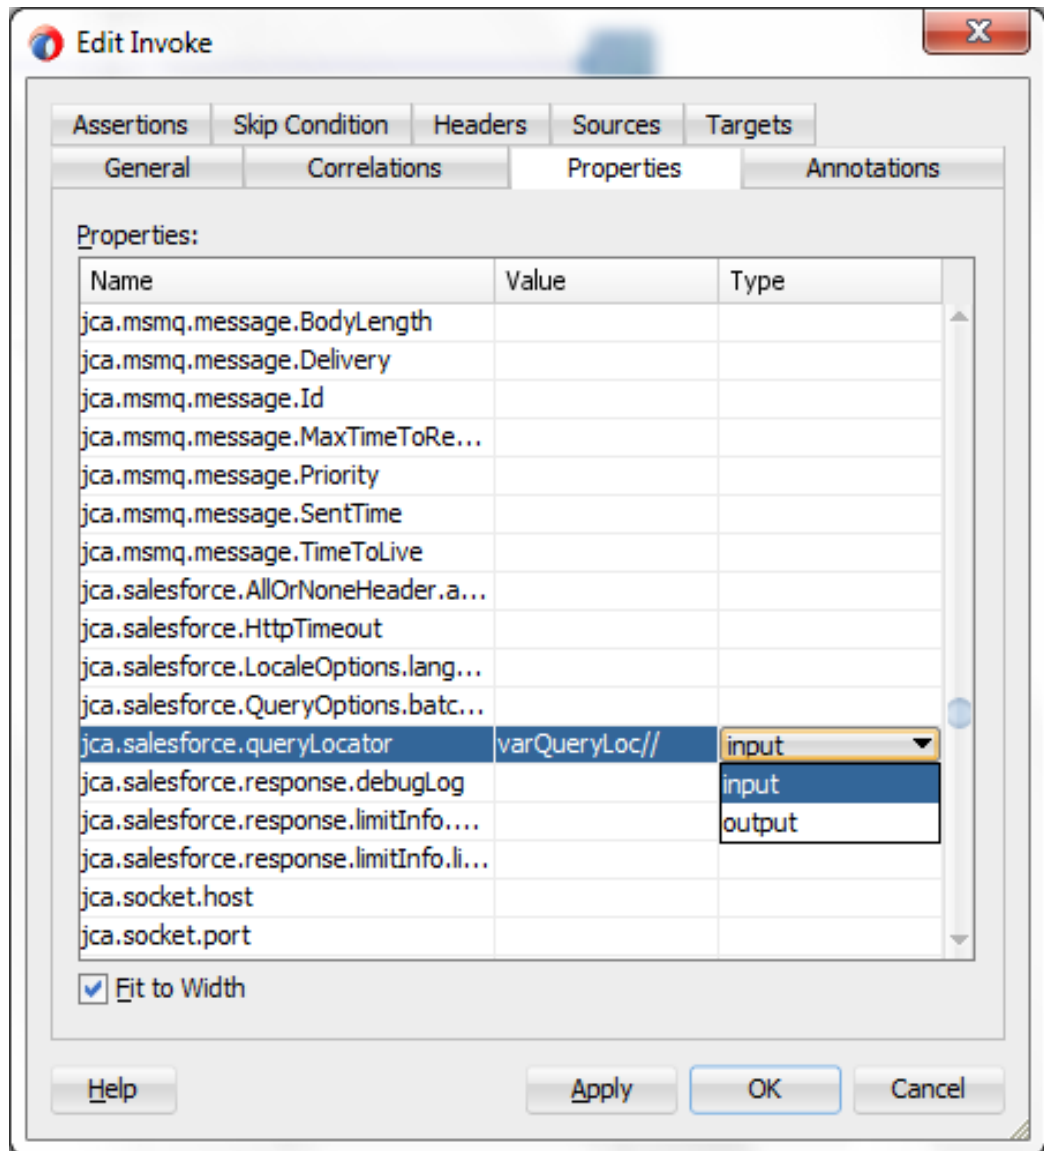 Edit Invoke
Assertions Skip Condition Headers Sources Targets
General Correlations Properties Annotations
Properties:
Name Value Type
jca.msmq.message.BodyLength
jca.msmq.message.Delivery
jca.msmq.message.Id
jca.msmq.message.MaxTimeToRe...
jca.msmq.message.Priority
jca.msmq.message.SentTime
jca.msmq.message.TimeToLive
jca.salesforce.AllOrNoneHeader.a...
jca.salesforce.HttpTimeout
jca.salesforce.LocaleOptions.lang...
jca.salesforce.QueryOptions.batc...
jca.salesforce.queryLocator varQueryLoc// input
jca.salesforce.response.debugLog input
jca.salesforce.response.limitInfo.... output
jca.salesforce.response.limitInfo.li...
jca.socket.host
jca.socket.port
Fit to Width
Help Apply OK Cancel